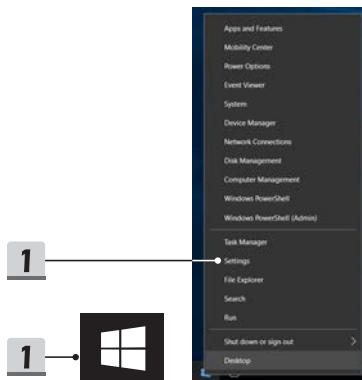 Apps and Features
Mobility Center
Power Options
Event Viewer
System
Device Manager
Network Connections
Disk Management
Computer Management
Windows PowerShell
Windows PowerShell (Admin)
Task Manager
1
Settings
File Explorer
Search
Run
1
Shut down or sign out
Desktop